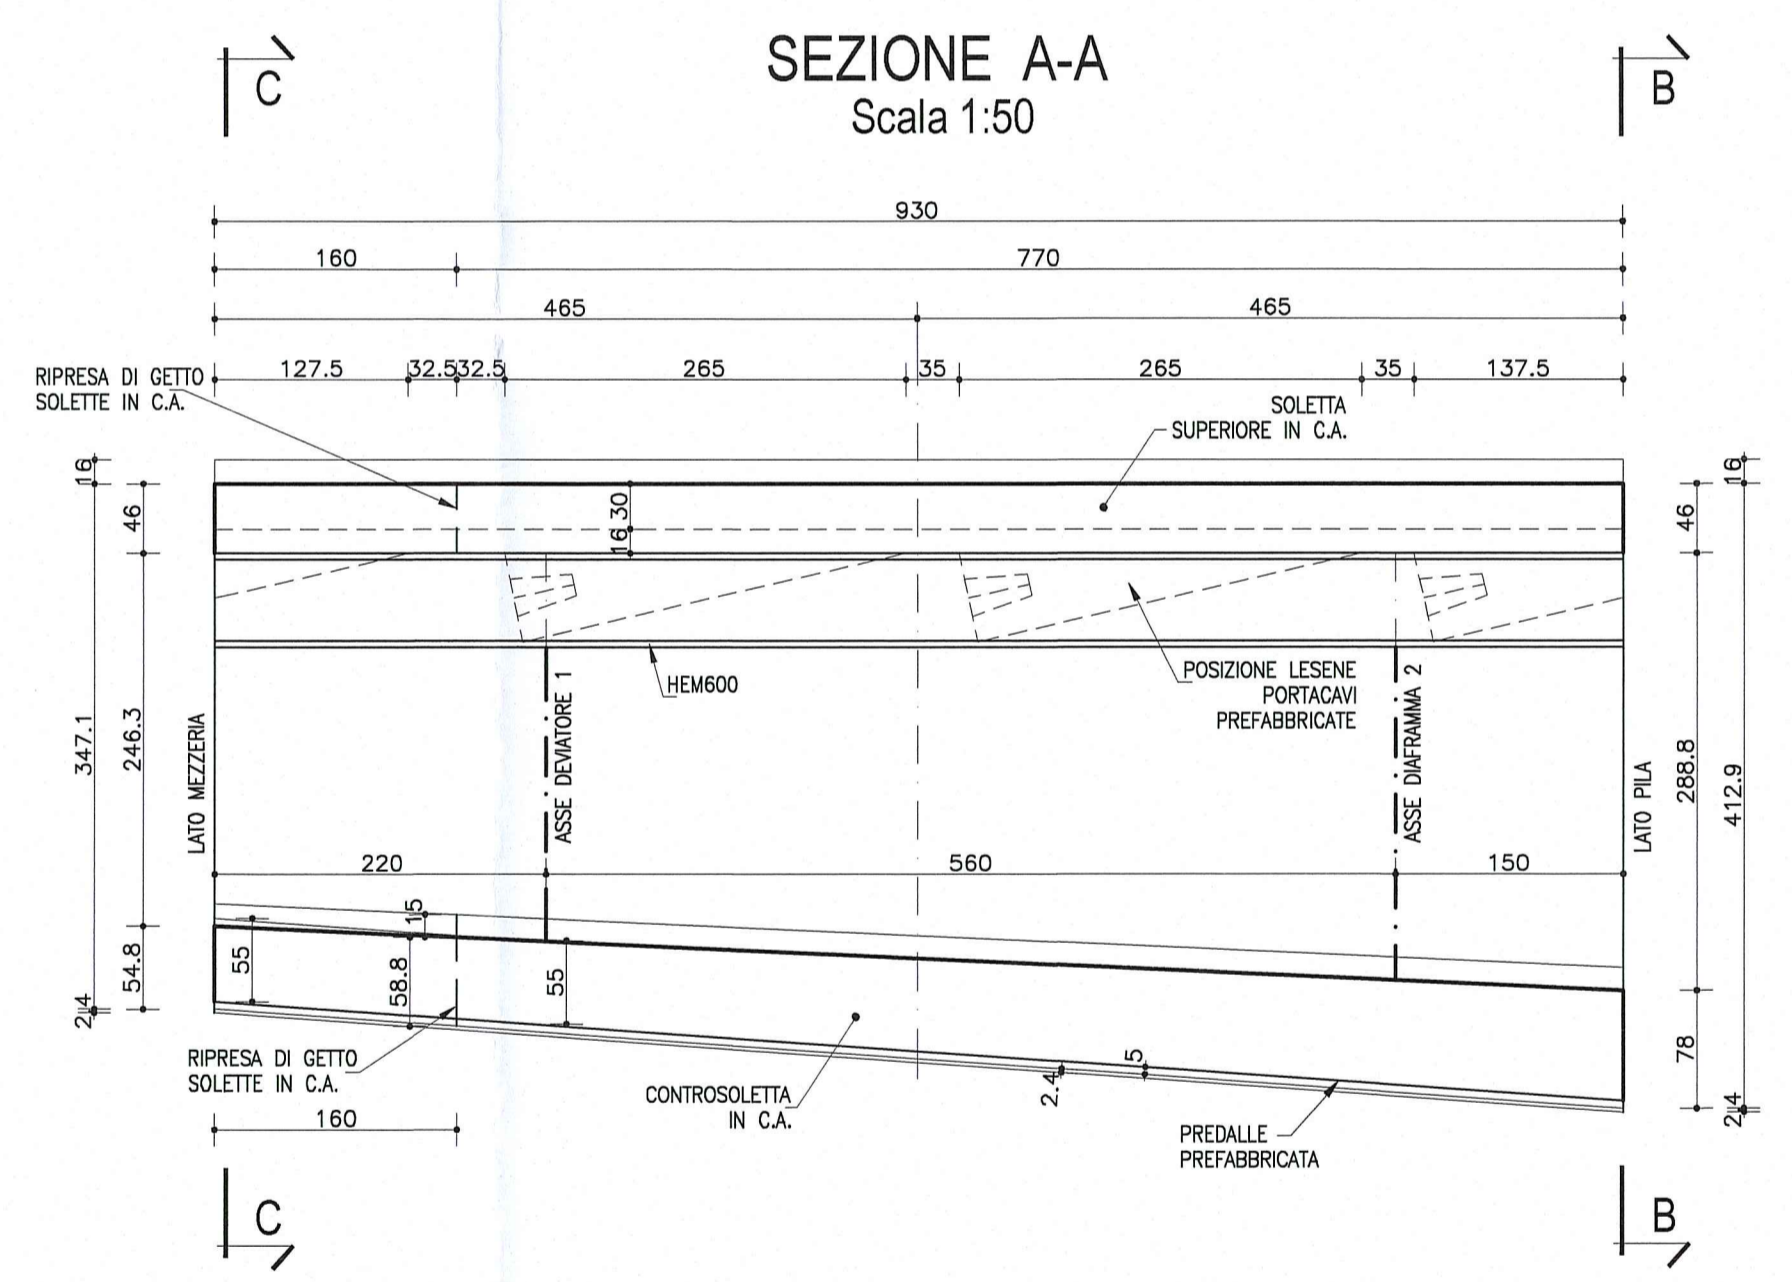 C
SEZIONE A-A
B
Scala 1:50
930
160
770
465
465
127.5
32.5
32.5
265
35
265
35
137.5
RIPRESA DI GETTO
SOLETTE IN C.A.
SOLETTA
SUPERIORE IN C.A.
16
46
30
16
16
46
HEM600
POSIZIONE LESENE
PORTACAVI
PREFABBRICATE
ASSE DEVIATORE 1
ASSE DIAFRAMMA 2
347.1
246.3
LATO MEZZERIA
LATO PILA
288.8
412.9
220
560
150
15
54.8
55
58.8
55
2.4
5
2.4
78
2.4
RIPRESA DI GETTO
SOLETTE IN C.A.
CONTROSOLETTA
IN C.A.
PREDALLE
PREFABBRICATA
160
C
B